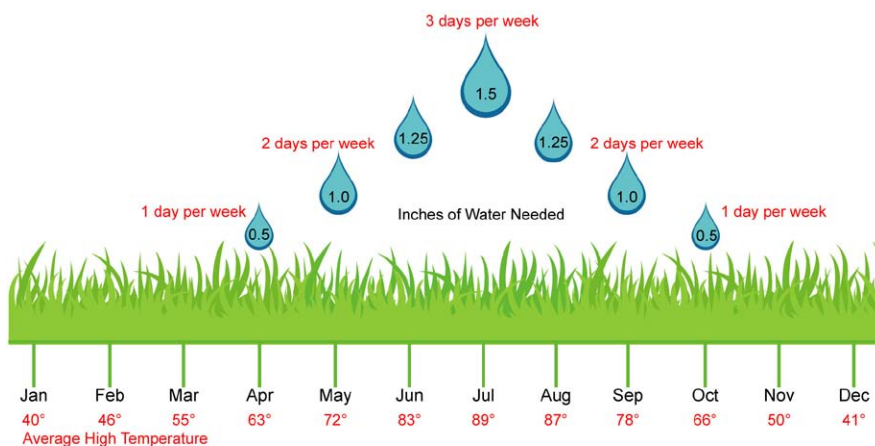 3 days per week
1.5
1.25 1.25
2 days per week 2 days per week
1.0 1.0
1 day per week Inches of Water Needed 1 day per week
0.5 0.5
Jan Feb Mar Apr May Jun Jul Aug Sep Oct Nov Dec
40° 46° 55° 63° 72° 83° 89° 87° 78° 66° 50° 41°
Average High Temperature